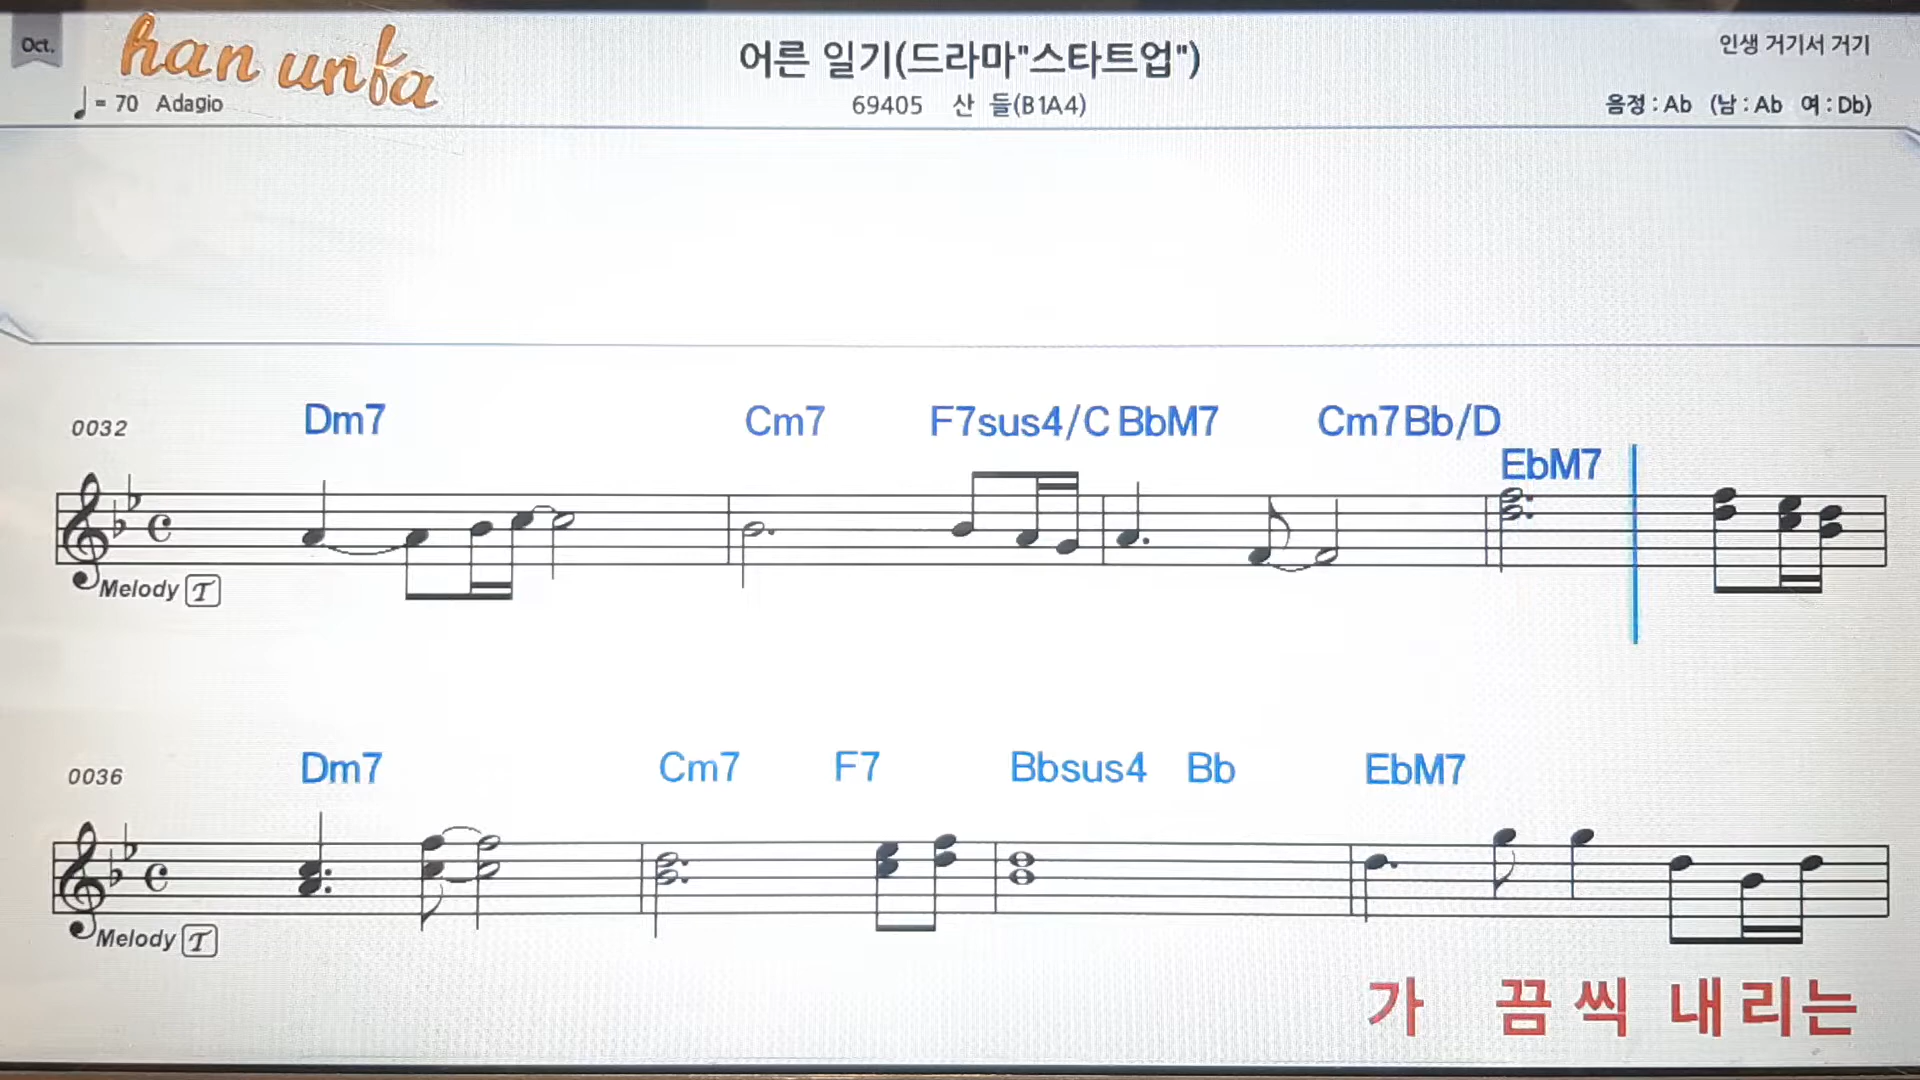 Oct.
han unfa
어른 일기(드라마"스타트업")
인생 거기서 거기
= 70 Adagio
69405 산 들(B1A4)
음정 : Ab (남 : Ab 여 : Db)
0032 Dm7 Cm7 F7sus4/C BbM7 Cm7 Bb/D
EbM7
Melody T
0036 Dm7 Cm7 F7 Bbsus4 Bb EbM7
Melody T
가 끔 씩 내 리 는